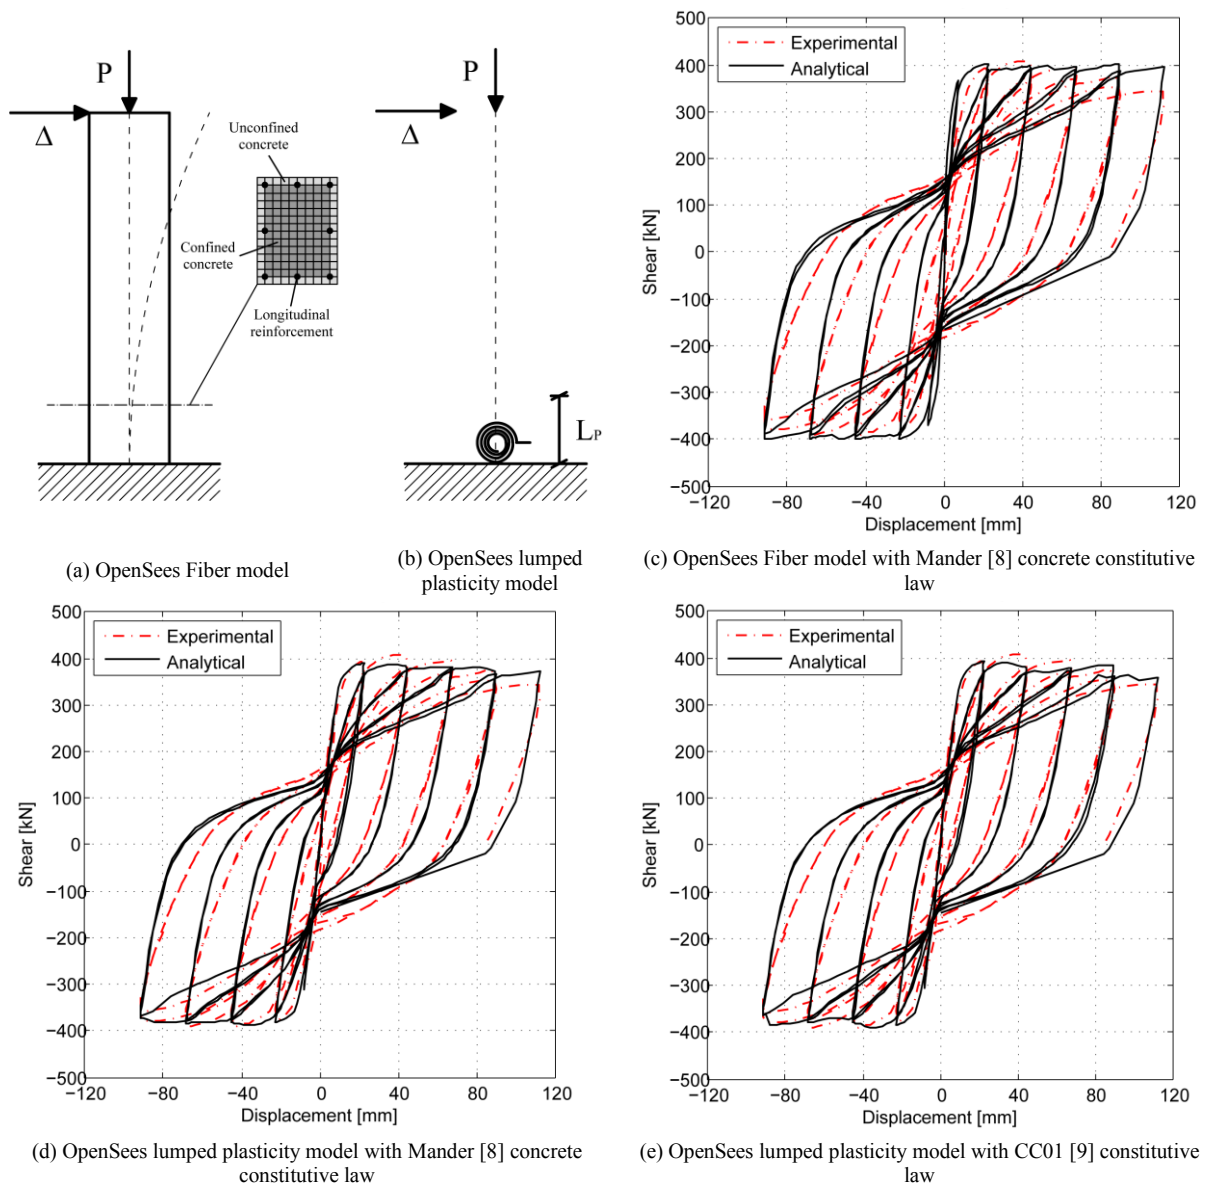 P
Δ
Unconfined
concrete
Confined
concrete
Longitudinal
reinforcement
(a) OpenSees Fiber model
P
Δ
LP
(b) OpenSees lumped
plasticity model
500
400
300
200
100
0
−100
−200
−300
−400
−500
Shear [kN]
Experimental
Analytical
−120
−80
−40
0
40
80
120
Displacement [mm]
(c) OpenSees Fiber model with Mander [8] concrete constitutive
law
500
400
300
200
100
0
−100
−200
−300
−400
−500
Shear [kN]
Experimental
Analytical
−120
−80
−40
0
40
80
120
Displacement [mm]
(d) OpenSees lumped plasticity model with Mander [8] concrete
constitutive law
500
400
300
200
100
0
−100
−200
−300
−400
−500
Shear [kN]
Experimental
Analytical
−120
−80
−40
0
40
80
120
Displacement [mm]
(e) OpenSees lumped plasticity model with CC01 [9] constitutive
law